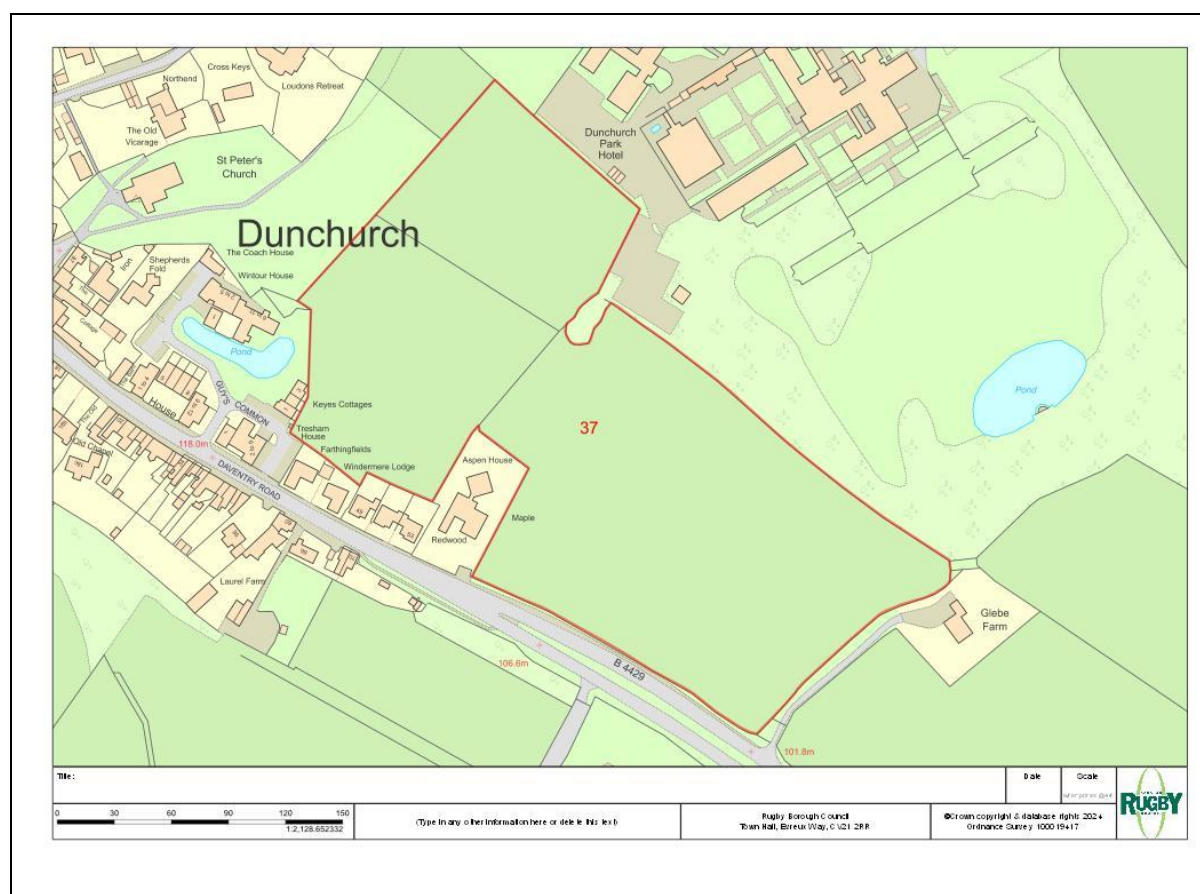 Cross Keys
Northend
Loudons Retreat
The Old
Vicarage
St Peter's
Church
Dunchurch
Park
Hotel
Dunchurch
The Coach House
Shepherds
Fold
Iron
The
Cottage
Wintour House
Pond
Pond
GUY'S
COMMON
House
Keyes Cottages
Tresham
House
Farthingfields
Windermere Lodge
Aspen House
37
118.0m
Old Chapel
The Old
DAVENTRY ROAD
Maple
Redwood
Laurel Farm
Glebe
Farm
106.6m
B 4429
101.8m
Title:
Date
Scale
0 30 60 90 120 150
1:2,128.652332
(Type in any other information here or delete this text)
Rugby Borough Council
Town Hall, Evreux Way, CV21 2RR
©Crown copyright & database rights 2024
Ordnance Survey 100019417
RUGBY